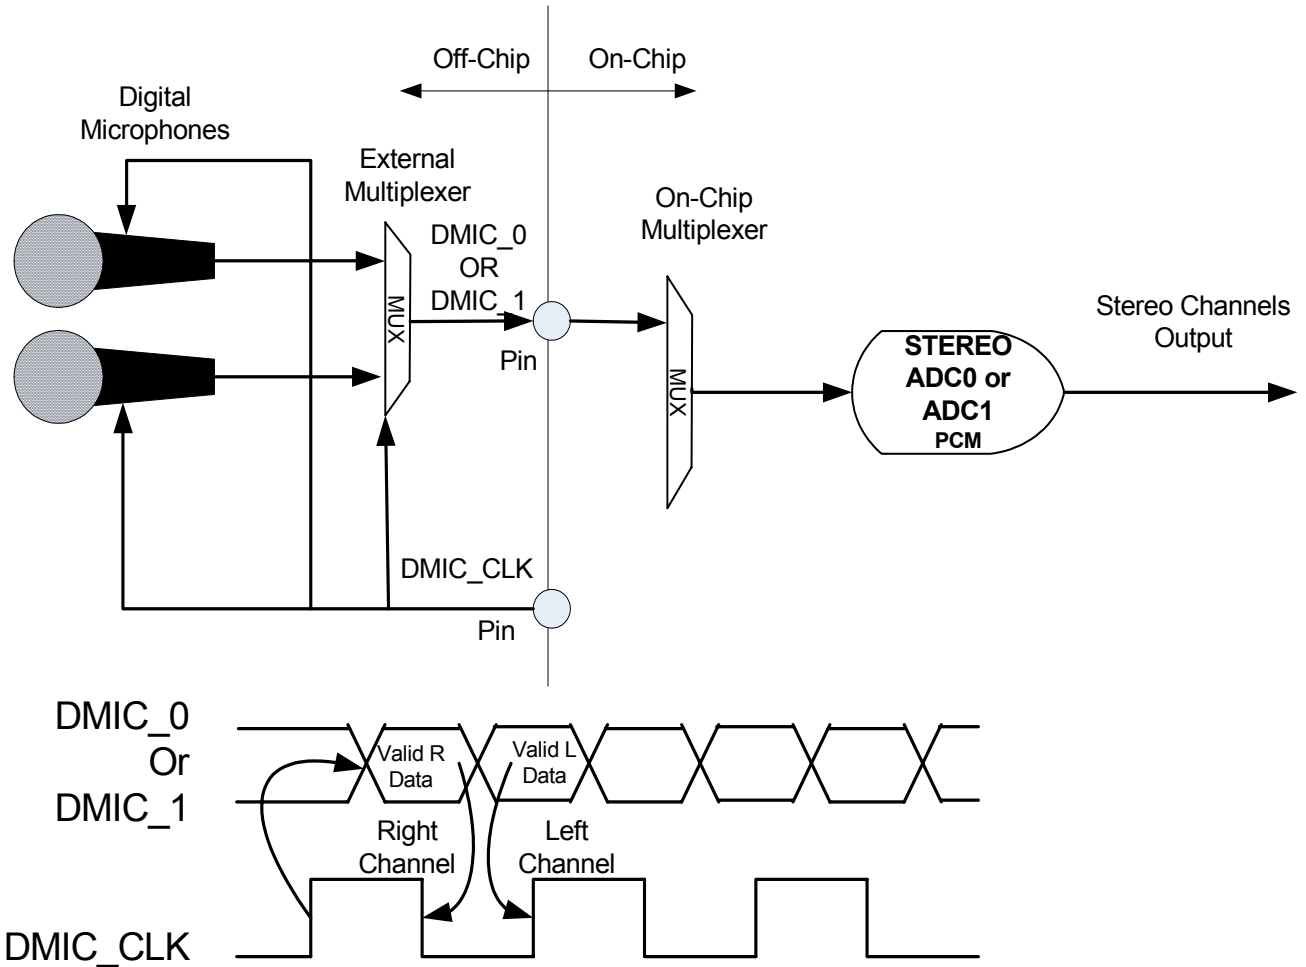 Off-Chip
On-Chip
Digital
Microphones
External
Multiplexer
On-Chip
Multiplexer
DMIC_0
OR
DMIC_1
MUX
Pin
MUX
STEREO
ADC0 or
ADC1
PCM
Stereo Channels
Output
DMIC_CLK
Pin
DMIC_0
Or
DMIC_1
Valid R
Data
Valid L
Data
Right
Channel
Left
Channel
DMIC_CLK